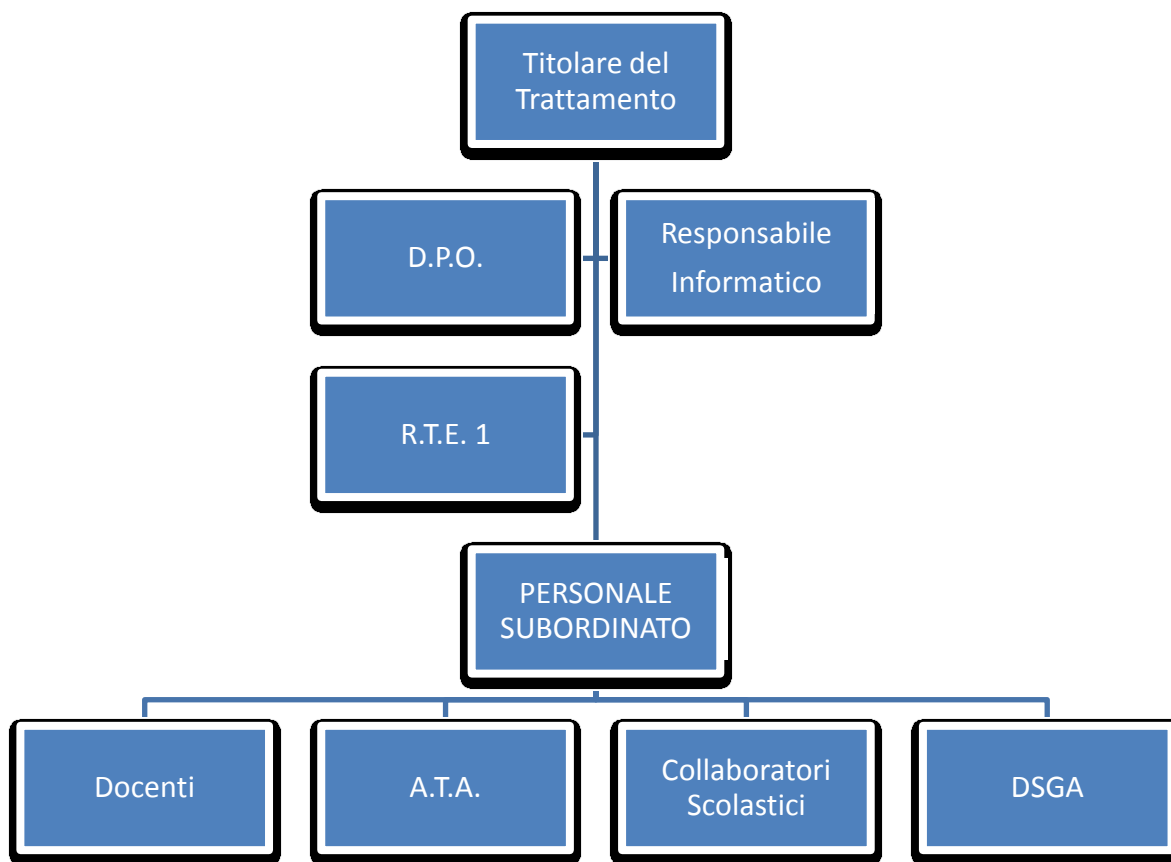 Titolare del
Trattamento
D.P.O.
Responsabile
Informatico
R.T.E. 1
PERSONALE
SUBORDINATO
Docenti
A.T.A.
Collaboratori
Scolastici
DSGA